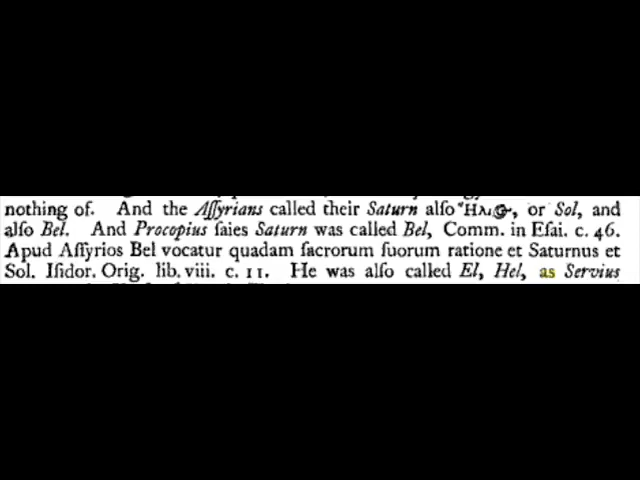 nothing of. And the Aſſyrians called their Saturn alſo Ἥλι⊕, or Sol, and
alſo Bel. And Procopius ſaies Saturn was called Bel, Comm. in Eſai. c. 46.
Apud Aſſyrios Bel vocatur quadam ſacrorum ſuorum ratione et Saturnus et
Sol. Iſidor. Orig. lib. viii. c. 11. He was alſo called El, Hel, as Servius